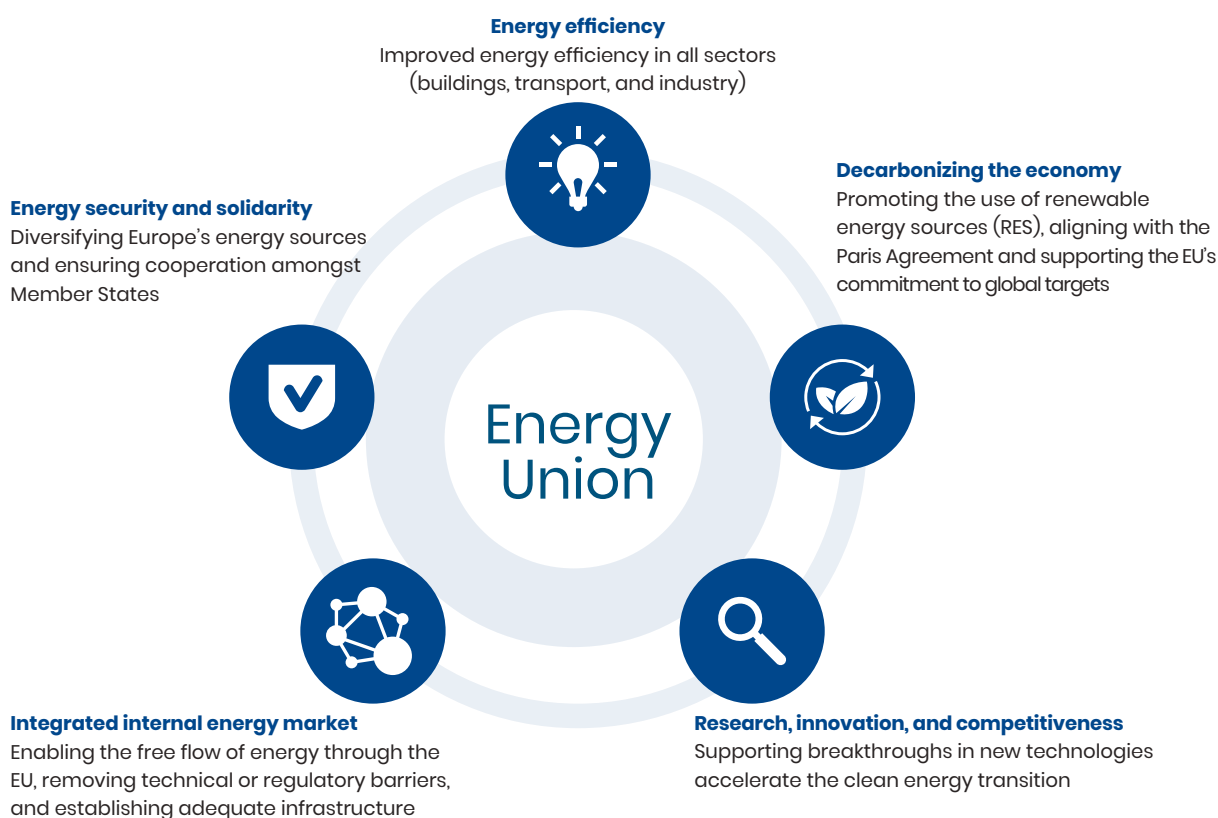 Energy efficiency
Improved energy efficiency in all sectors
(buildings, transport, and industry)
Decarbonizing the economy
Promoting the use of renewable
energy sources (RES), aligning with the
Paris Agreement and supporting the EU's
commitment to global targets
Energy security and solidarity
Diversifying Europe's energy sources
and ensuring cooperation amongst
Member States
Energy
Union
Integrated internal energy market
Enabling the free flow of energy through the
EU, removing technical or regulatory barriers,
and establishing adequate infrastructure
Research, innovation, and competitiveness
Supporting breakthroughs in new technologies
accelerate the clean energy transition